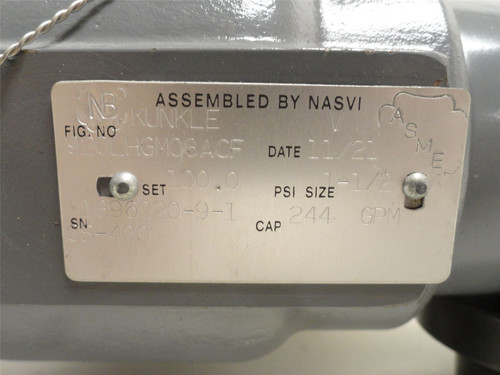 NB KUNKLE V ASME
ASSEMBLED BY NASVI
FIG. NO
DATE 11/21
SET 100.0 PSI SIZE 1-1/2
SN
CAP 244 GPM